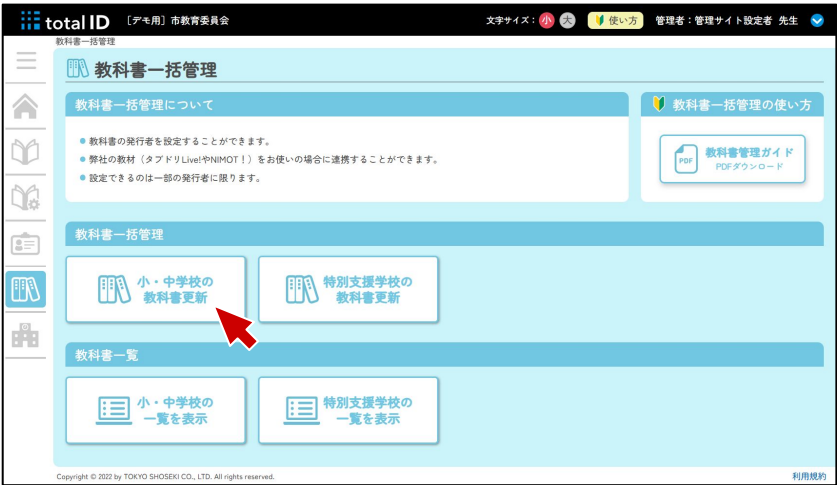 total ID [デモ用] 市教育委員会 文字サイズ: 小 大 使い方 管理者:管理サイト設定者 先生
教科書一括管理
教科書一括管理
教科書一括管理について
教科書一括管理の使い方
● 教科書の発行者を設定することができます。
● 弊社の教材(タブドリLive!やNIMOT!)をお使いの場合に連携することができます。
● 設定できるのは一部の発行者に限ります。
PDF
教科書管理ガイド
PDFダウンロード
教科書一括管理
小・中学校の
教科書更新
特別支援学校の
教科書更新
教科書一覧
小・中学校の
一覧を表示
特別支援学校の
一覧を表示
Copyright © 2022 by TOKYO SHOSEKI CO., LTD. All rights reserved. 利用規約